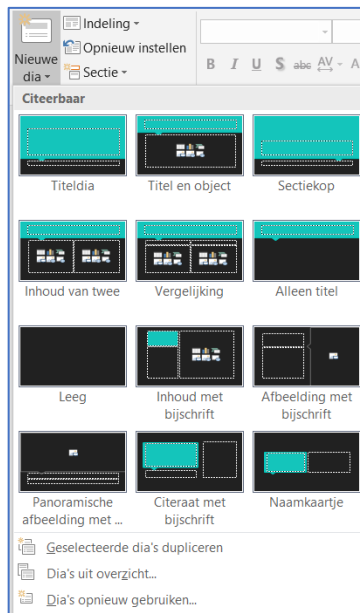 Nieuwe
dia
Indeling
Opnieuw instellen
Sectie
B I U S abc AV A
Citeerbaar
Titeldia
Titel en object
Sectiekop
Inhoud van twee
Vergelijking
Alleen titel
Leeg
Inhoud met
bijschrift
Afbeelding met
bijschrift
Panoramische
afbeelding met ...
Citeraat met
bijschrift
Naamkaartje
Geselecteerde dia's dupliceren
Dia's uit overzicht...
Dia's opnieuw gebruiken...